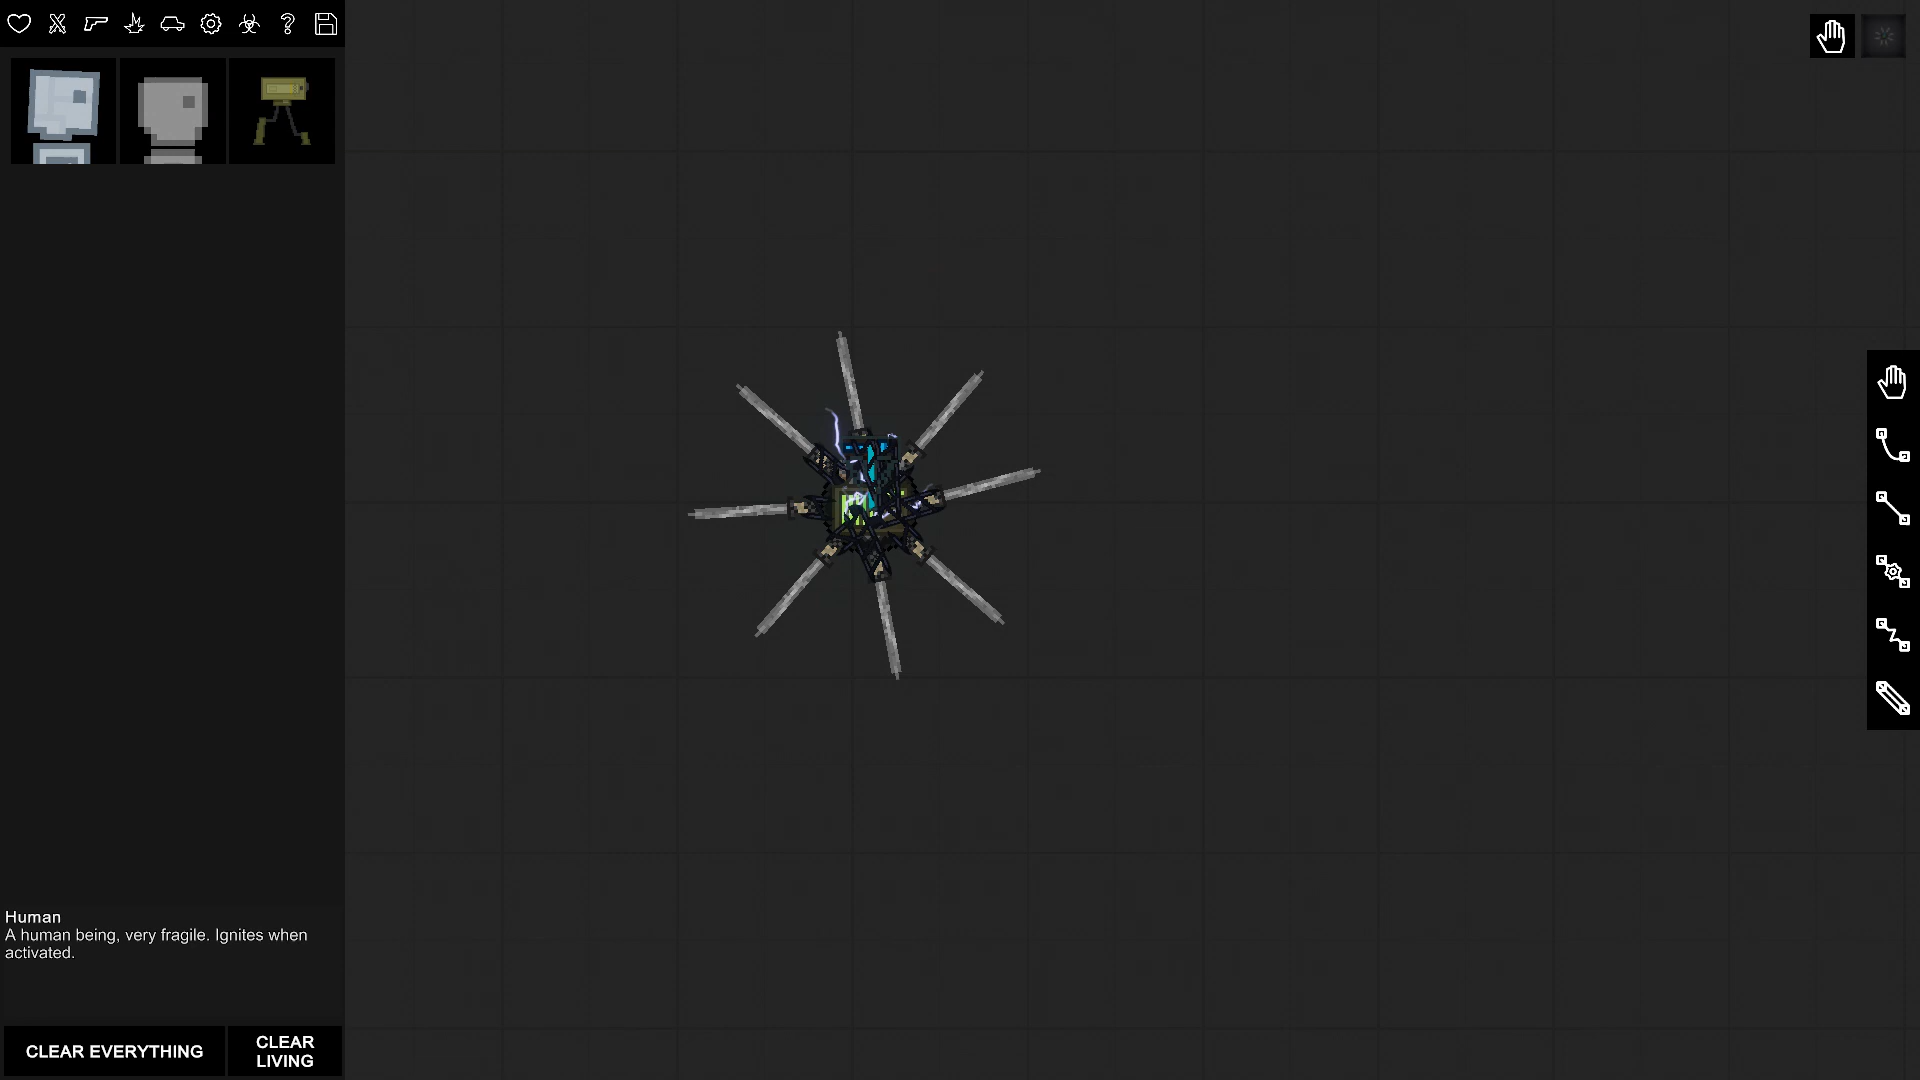 Human
A human being, very fragile. Ignites when
activated.
CLEAR EVERYTHING
CLEAR
LIVING